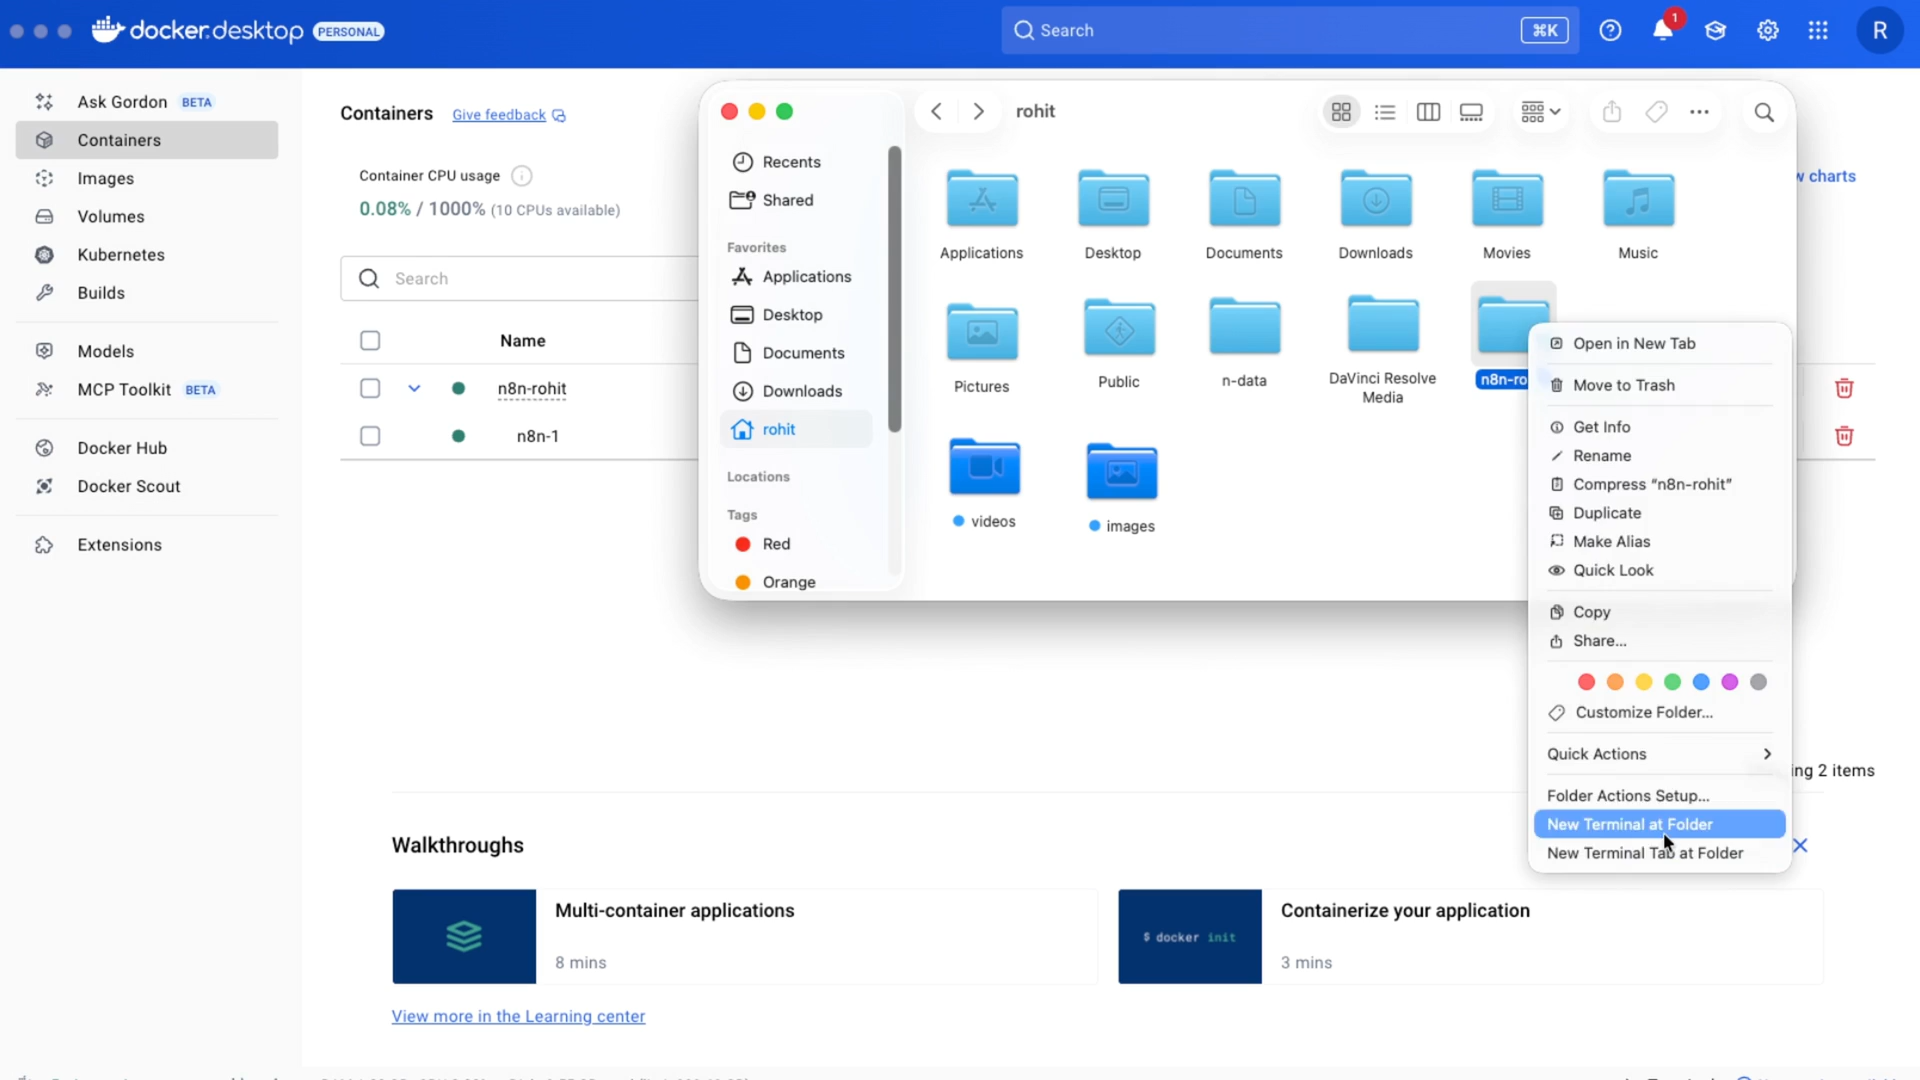 docker.desktop PERSONAL
Search ⌘K
1
R
Ask Gordon BETA
Containers
Images
Volumes
Kubernetes
Builds
Models
MCP Toolkit BETA
Docker Hub
Docker Scout
Extensions
Containers Give feedback
Container CPU usage
0.08% / 1000% (10 CPUs available)
Search
Name
n8n-rohit
n8n-1
charts
rohit
Recents
Shared
Favorites
Applications
Desktop
Documents
Downloads
rohit
Locations
Tags
Red
Orange
Applications
Desktop
Documents
Downloads
Movies
Music
Pictures
Public
n-data
DaVinci Resolve
Media
n8n-ro
videos
images
Open in New Tab
Move to Trash
Get Info
Rename
Compress “n8n-rohit”
Duplicate
Make Alias
Quick Look
Copy
Share...
Customize Folder...
Quick Actions
Folder Actions Setup...
New Terminal at Folder
New Terminal Tab at Folder
ing 2 items
Walkthroughs
Multi-container applications
8 mins
$ docker init
Containerize your application
3 mins
View more in the Learning center